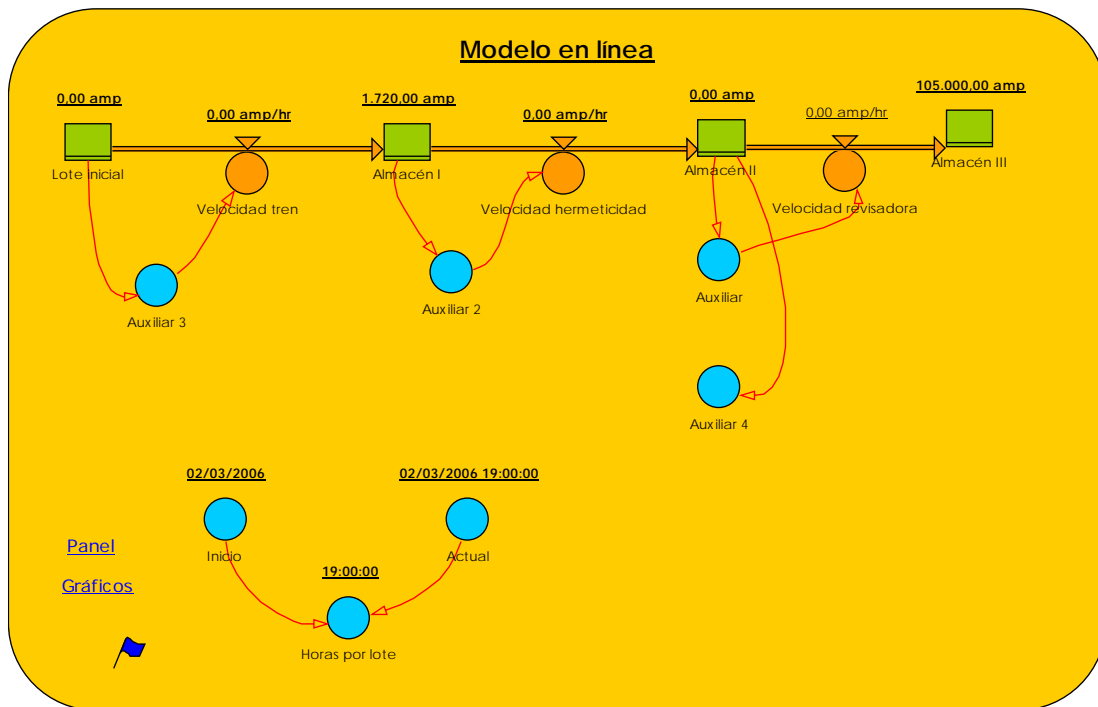 Modelo en línea
0,00 amp
1.720,00 amp
0,00 amp
105.000,00 amp
0,00 amp/hr
0,00 amp/hr
0,00 amp/hr
Lote inicial
Almacén I
Almacén II
Almacén III
Velocidad tren
Velocidad hermeticidad
Velocidad revisadora
Auxiliar 3
Auxiliar 2
Auxiliar
Auxiliar 4
02/03/2006
02/03/2006 19:00:00
Inicio
Actual
Panel
Gráficos
19:00:00
Horas por lote